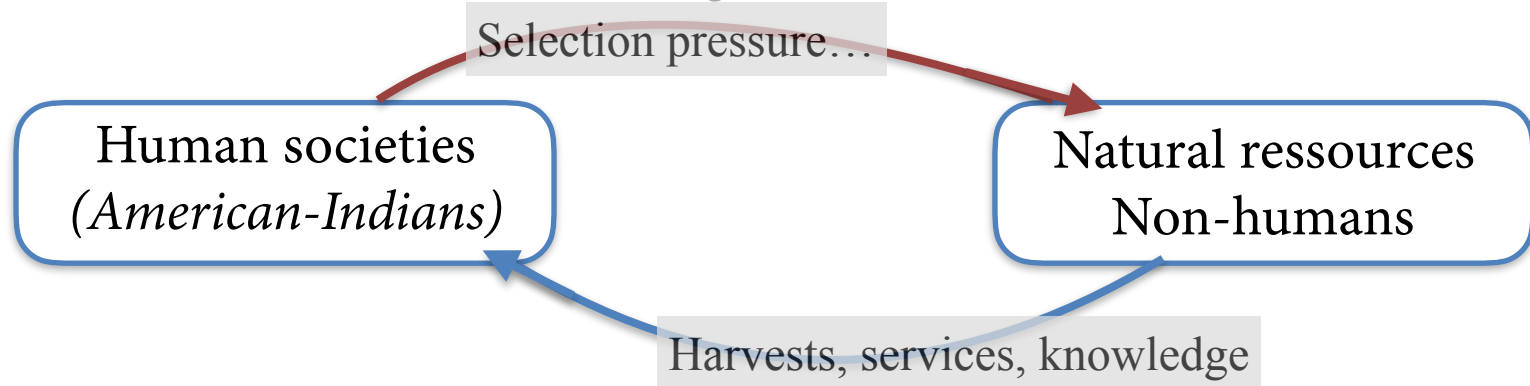 Selection pressure…
Human societies
(American-Indians)
Natural ressources
Non-humans
Harvests, services, knowledge